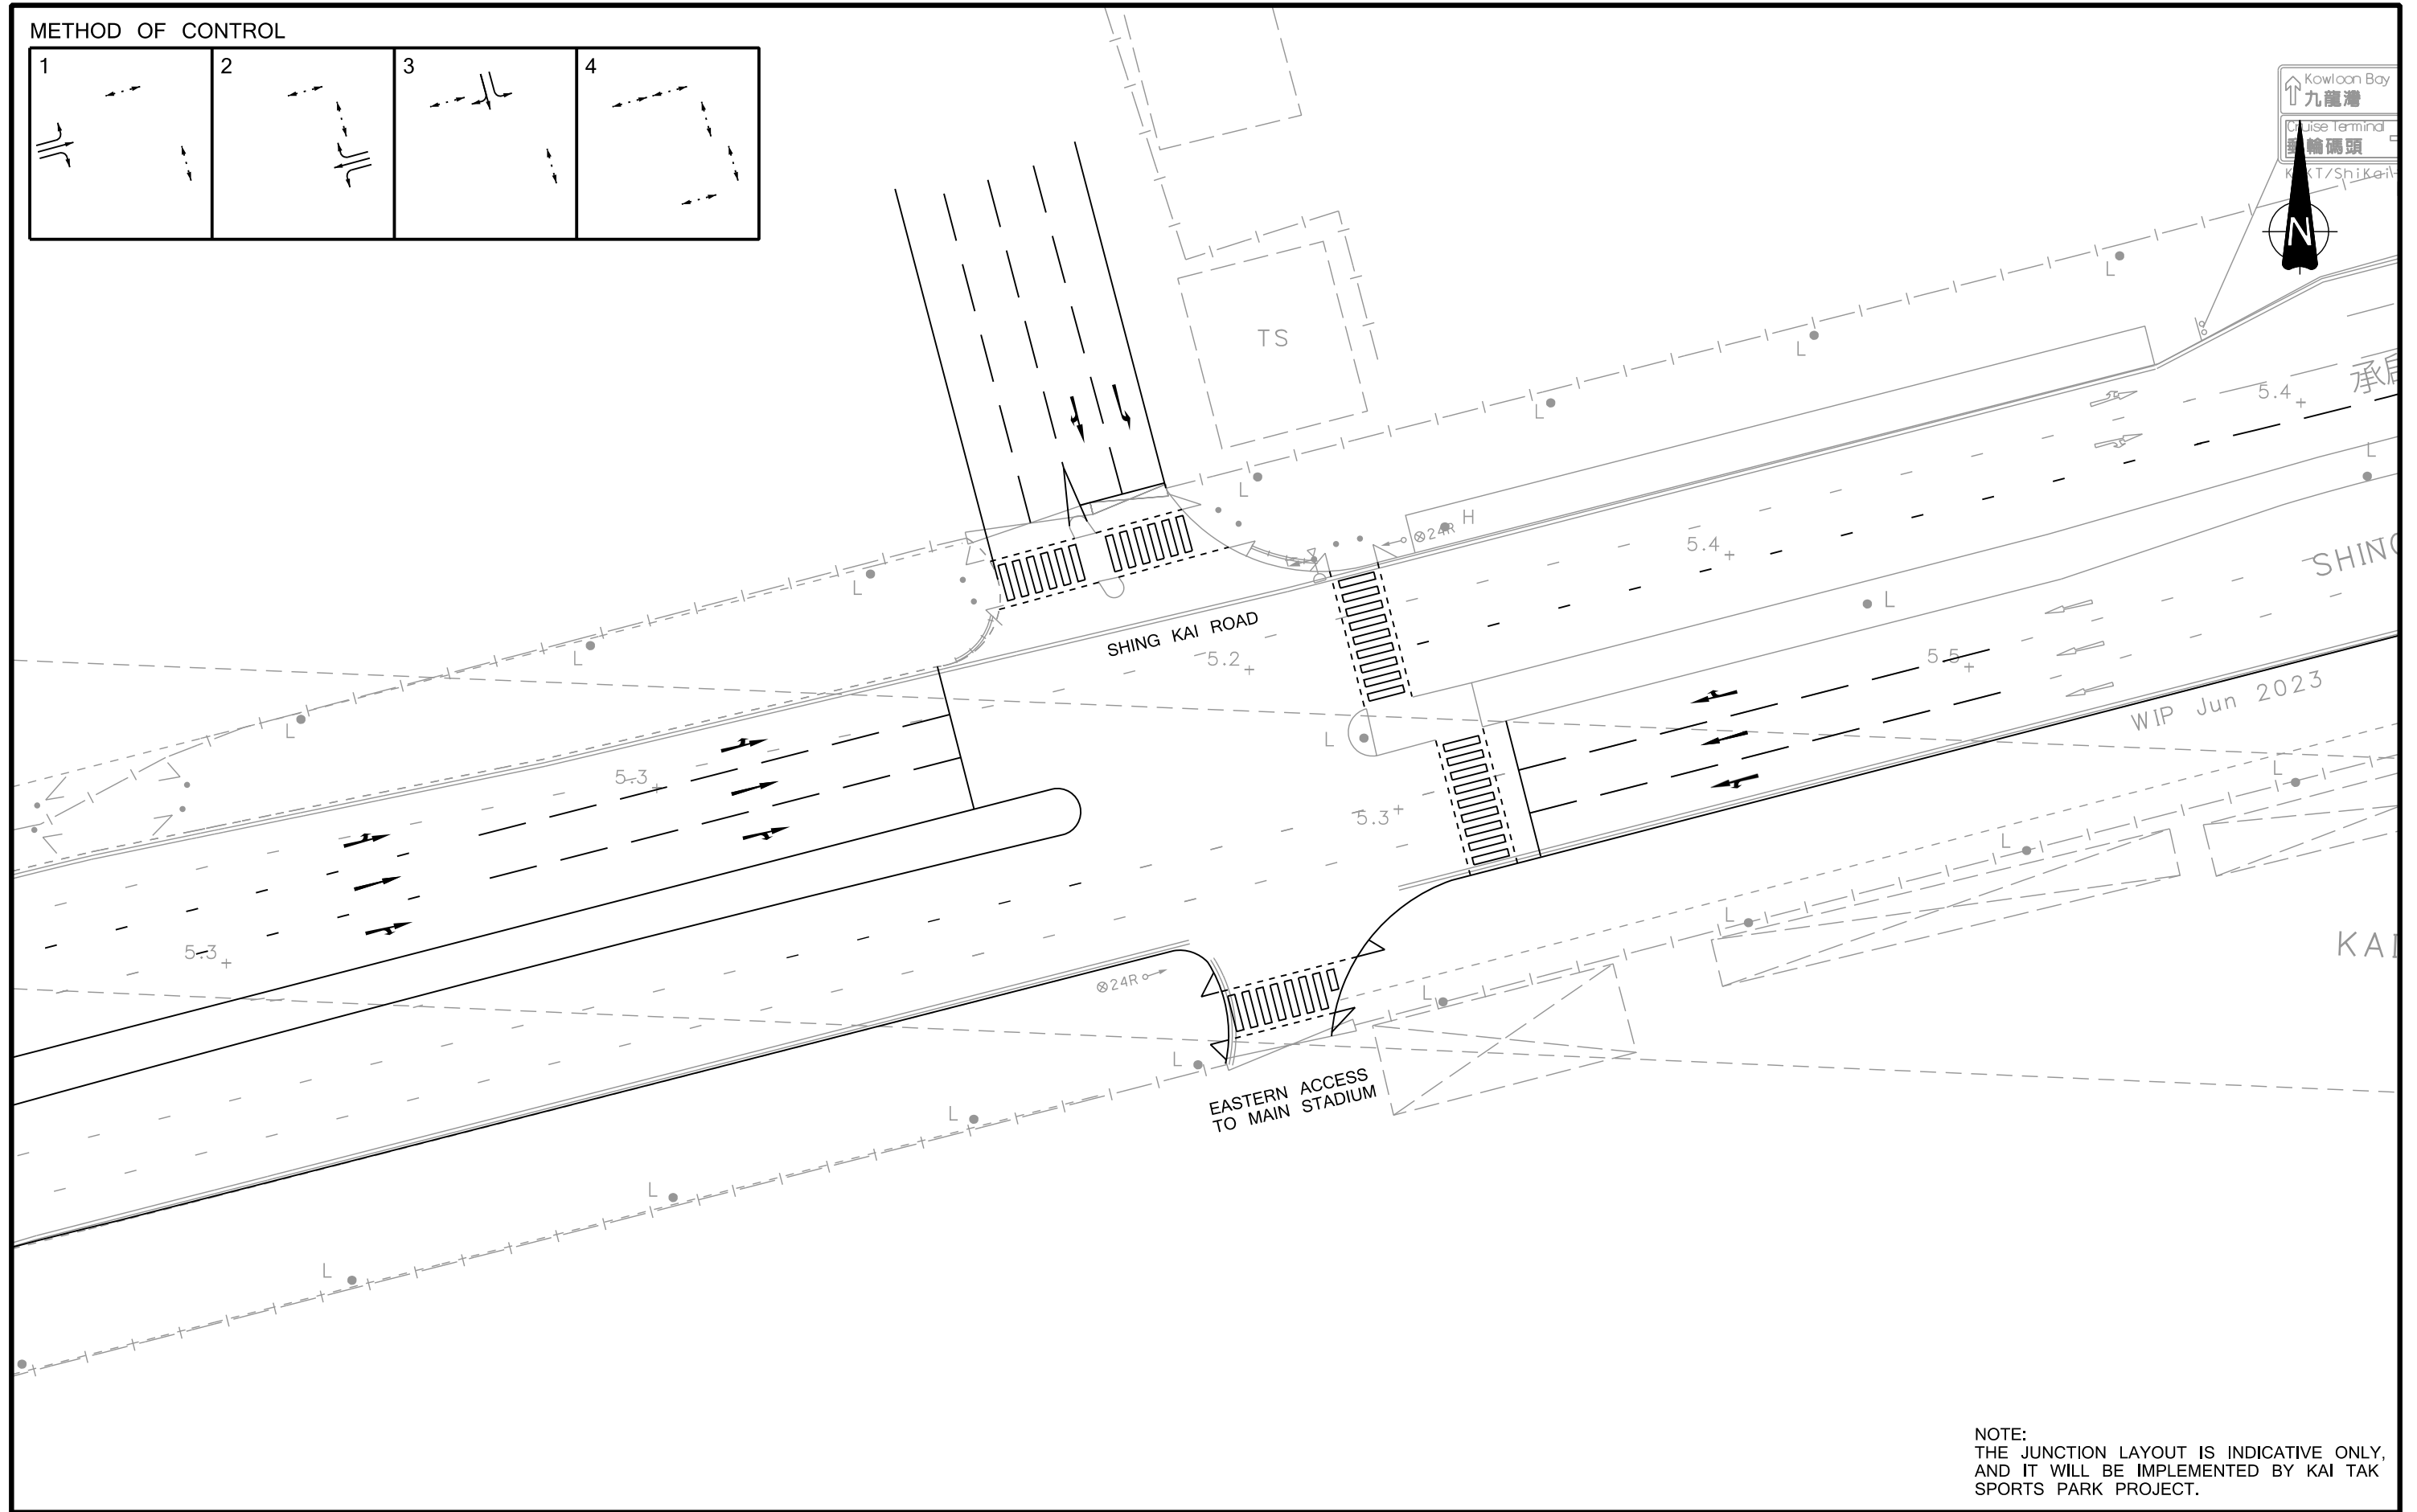 METHOD OF CONTROL
1
2
3
4
Kowloon Bay
九龍灣
Terminal
輪碼頭
N
TS
L
L
L
5.4
+
L
L
L
H
⊗24R
5.4
+
L
L
SHING KAI ROAD
5.2
+
SHING
L
L
5.5
+
WIP Jun 2023
L
L
5.3
+
5.3
+
L
L
L
5.3
+
KAI
⊗24R
L
L
EASTERN ACCESS
TO MAIN STADIUM
L
L
L
NOTE:
THE JUNCTION LAYOUT IS INDICATIVE ONLY,
AND IT WILL BE IMPLEMENTED BY KAI TAK
SPORTS PARK PROJECT.